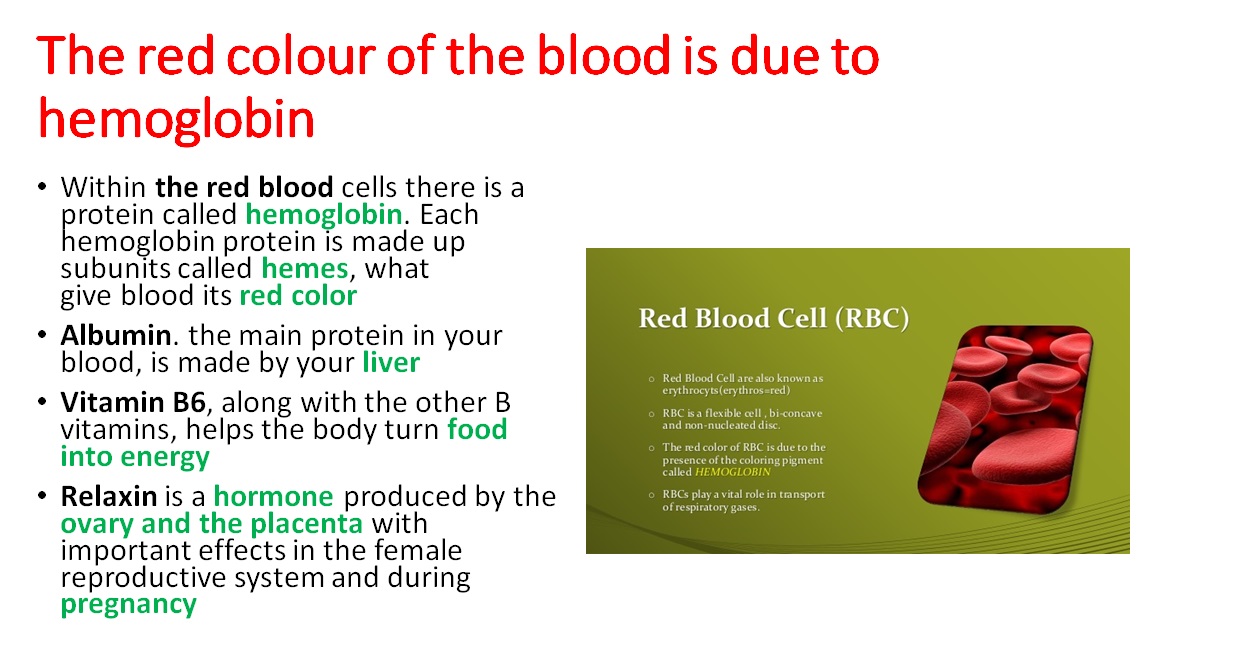 The red colour of the blood is due to
hemoglobin
• Within the red blood cells there is a
protein called hemoglobin. Each
hemoglobin protein is made up
subunits called hemes, what
give blood its red color
• Albumin. the main protein in your
blood, is made by your liver
• Vitamin B6, along with the other B
vitamins, helps the body turn food
into energy
• Relaxin is a hormone produced by the
ovary and the placenta with
important effects in the female
reproductive system and during
pregnancy
Red Blood Cell (RBC)
○ Red Blood Cell are also known as
erythrocyts(erythros=red)
○ RBC is a flexible cell , bi-concave
and non-nucleated disc.
○ The red color of RBC is due to the
presence of the coloring pigment
called HEMOGLOBIN
○ RBCs play a vital role in transport
of respiratory gases.